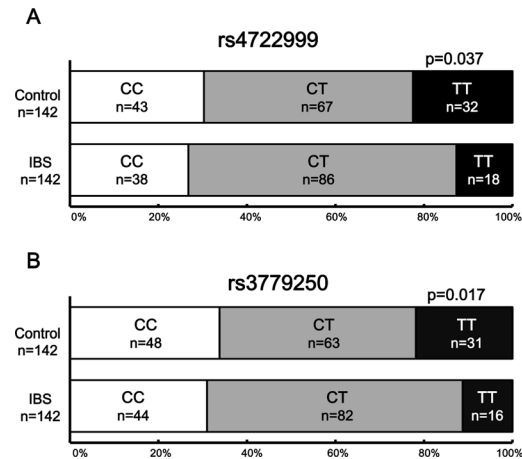 A
rs4722999
p=0.037
Control
n=142
CC
n=43
CT
n=67
TT
n=32
IBS
n=142
CC
n=38
CT
n=86
TT
n=18
0% 20% 40% 60% 80% 100%
B
rs3779250
p=0.017
Control
n=142
CC
n=48
CT
n=63
TT
n=31
IBS
n=142
CC
n=44
CT
n=82
TT
n=16
0% 20% 40% 60% 80% 100%